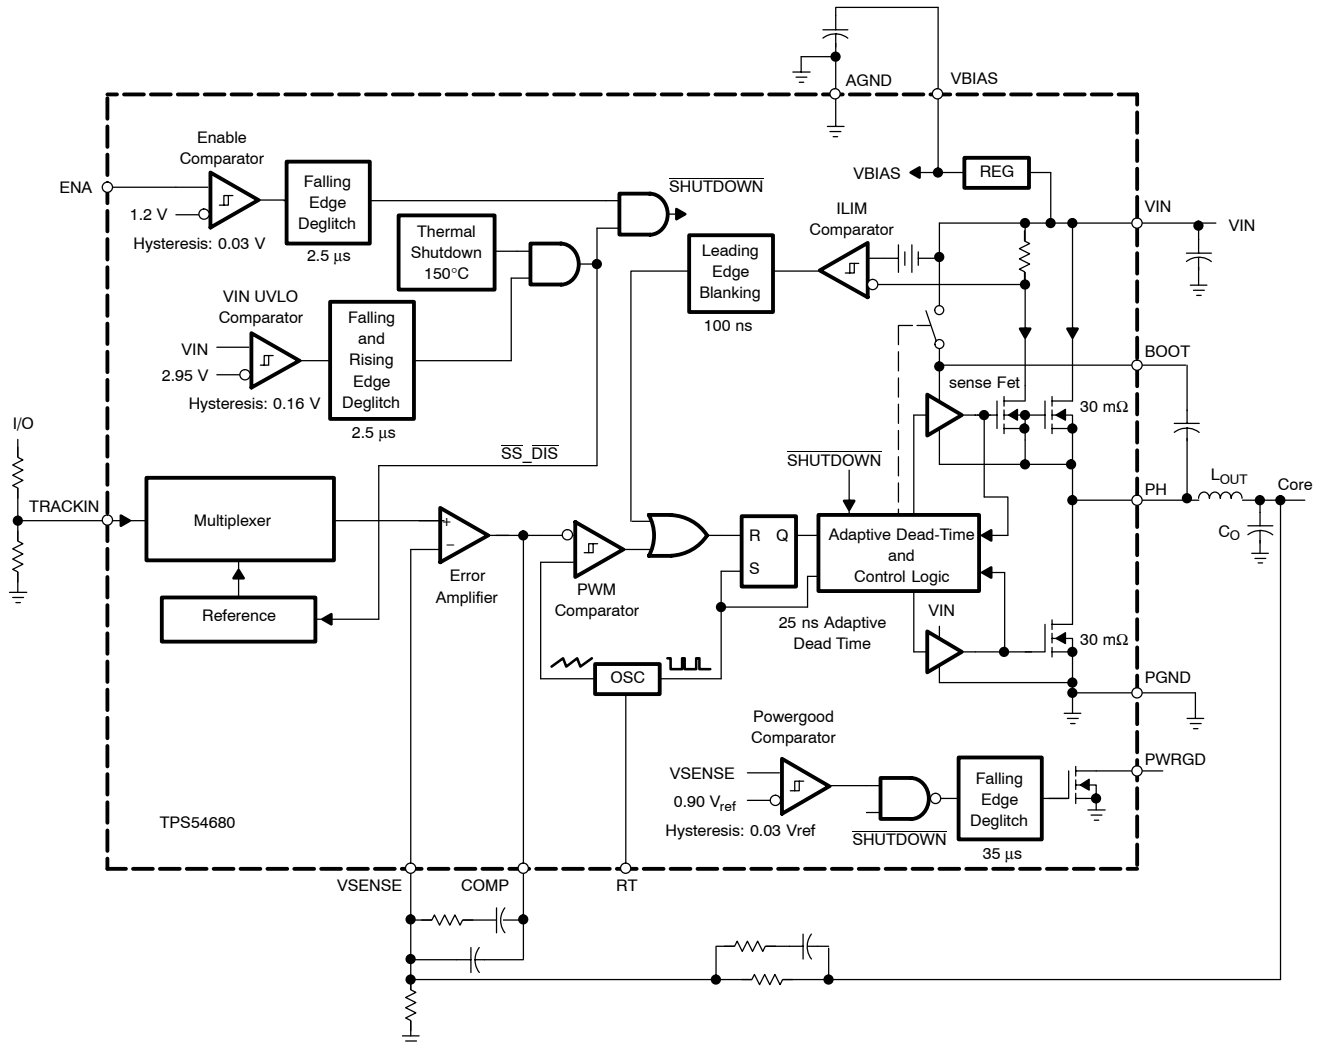 AGND
VBIAS
Enable
Comparator
ENA
1.2 V
Hysteresis: 0.03 V
Falling
Edge
Deglitch
2.5 μs
Thermal
Shutdown
150°C
SHUTDOWN
VBIAS
REG
ILIM
Comparator
Leading
Edge
Blanking
100 ns
VIN
VIN
VIN UVLO
Comparator
VIN
2.95 V
Hysteresis: 0.16 V
Falling
and
Rising
Edge
Deglitch
2.5 μs
BOOT
sense Fet
30 mΩ
I/O
SS_DIS
SHUTDOWN
TRACKIN
Multiplexer
Reference
+
−
Error
Amplifier
PWM
Comparator
R Q
S
Adaptive Dead-Time
and
Control Logic
25 ns Adaptive
Dead Time
PH
LOUT
Core
CO
VIN
30 mΩ
OSC
PGND
Powergood
Comparator
VSENSE
0.90 Vref
Hysteresis: 0.03 Vref
SHUTDOWN
Falling
Edge
Deglitch
35 μs
PWRGD
TPS54680
VSENSE
COMP
RT